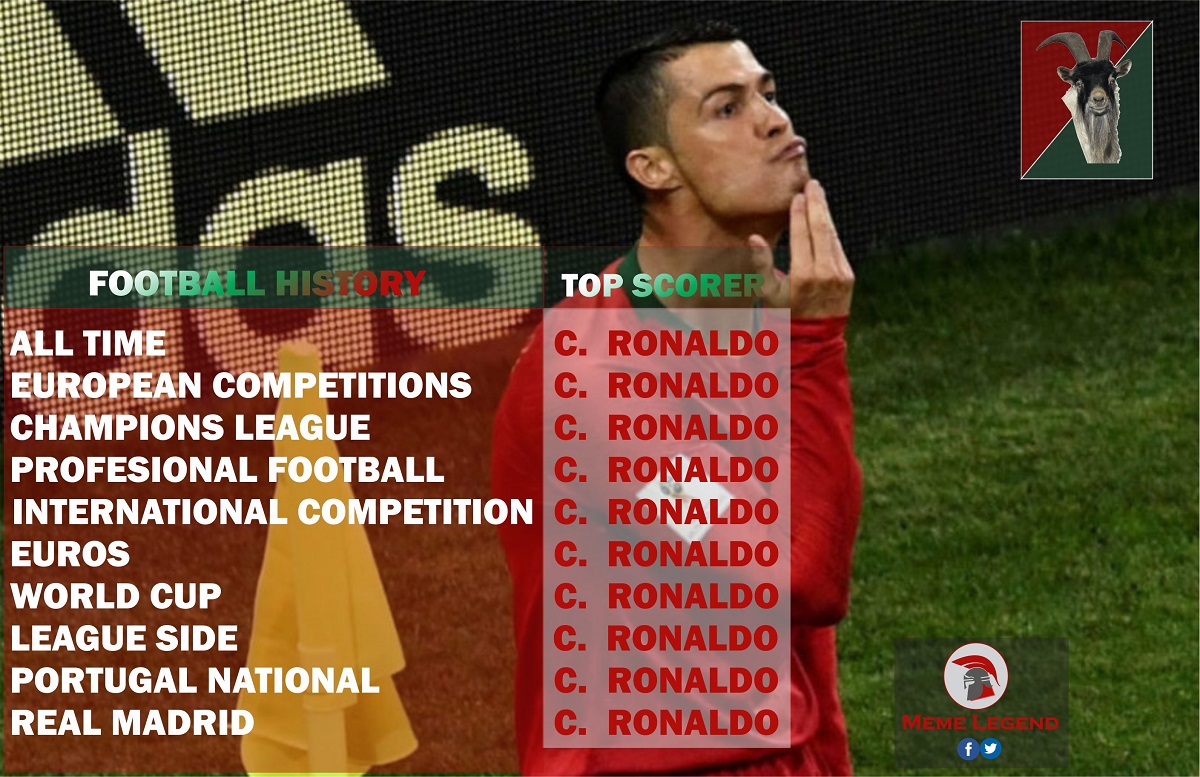 das
FOOTBALL HISTORY TOP SCORER
ALL TIME C. RONALDO
EUROPEAN COMPETITIONS C. RONALDO
CHAMPIONS LEAGUE C. RONALDO
PROFESIONAL FOOTBALL C. RONALDO
INTERNATIONAL COMPETITION C. RONALDO
EUROS C. RONALDO
WORLD CUP C. RONALDO
LEAGUE SIDE C. RONALDO
PORTUGAL NATIONAL C. RONALDO
REAL MADRID C. RONALDO
MEME LEGEND